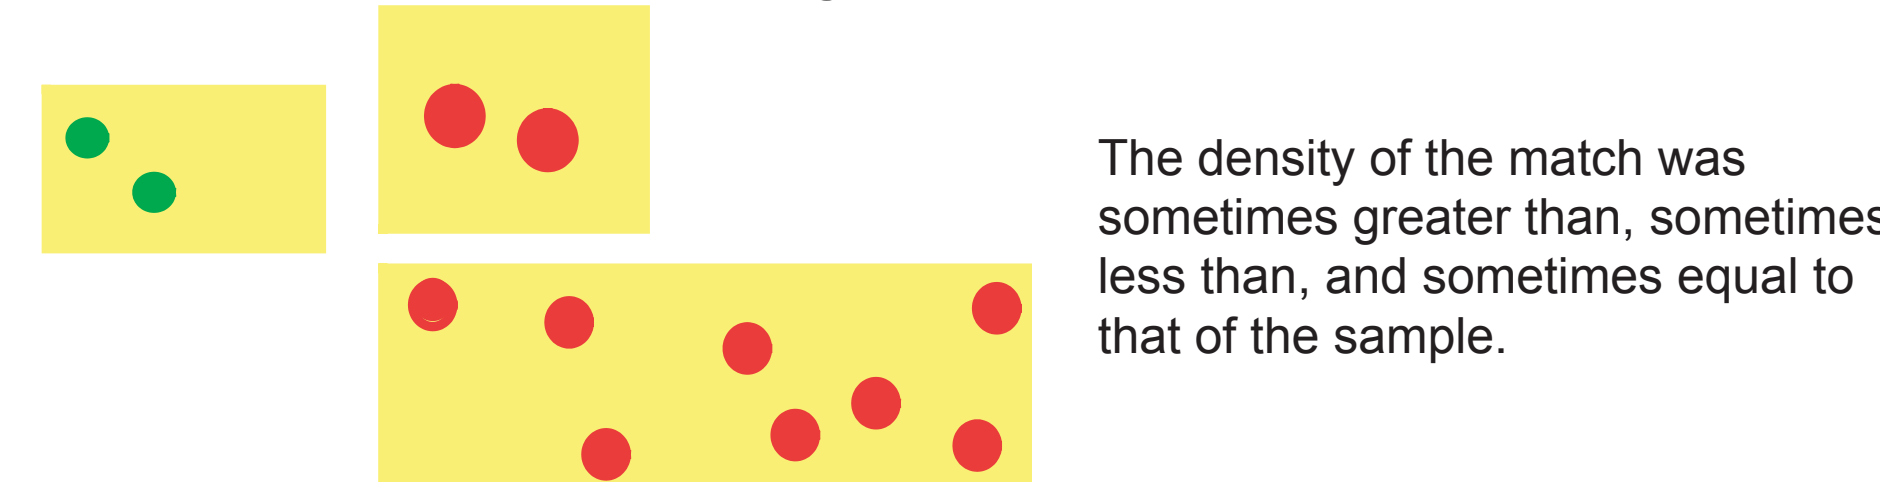 The density of the match was
sometimes greater than, sometimes
less than, and sometimes equal to
that of the sample.